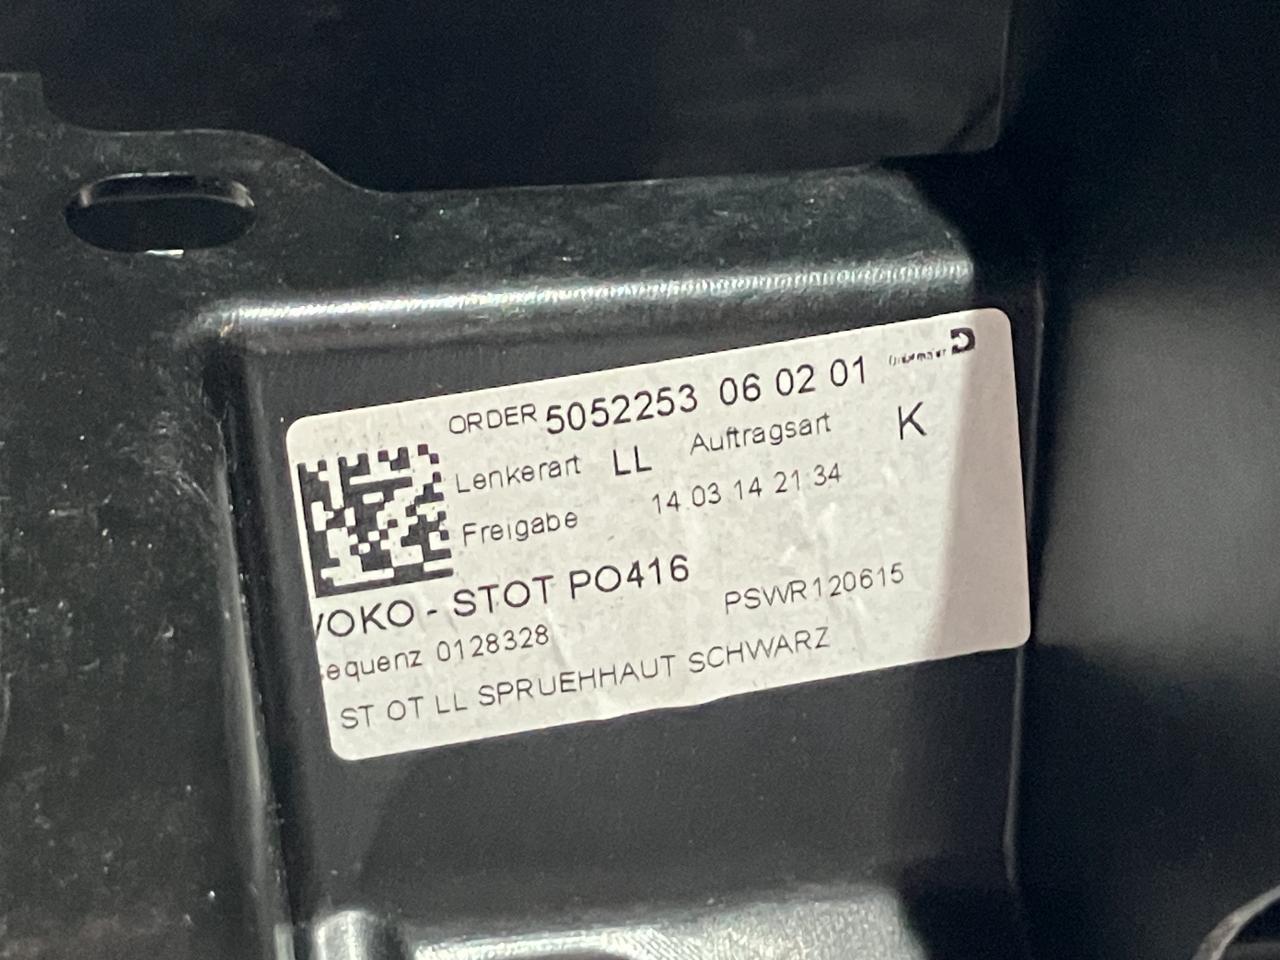 ORDER 5052253 06 02 01
Lenkerart LL Auftragsart K
Freigabe 14.03.14 21:34
VOKO - STOT PO416
equenz 0128328 PSWR120615
ST OT LL SPRUEHHAUT SCHWARZ